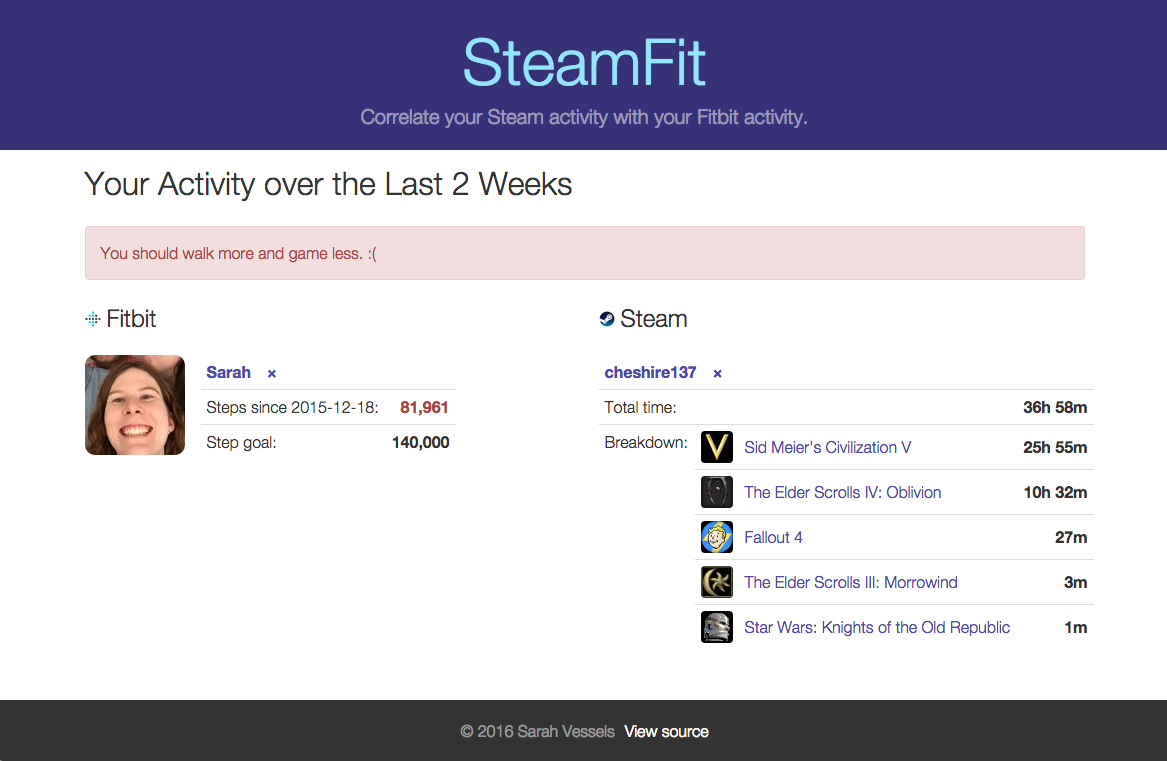 SteamFit
Correlate your Steam activity with your Fitbit activity.
Your Activity over the Last 2 Weeks
You should walk more and game less. :(
Fitbit
Sarah ×
Steps since 2015-12-18: 81,961
Step goal: 140,000
Steam
cheshire137 ×
Total time: 36h 58m
Breakdown: Sid Meier's Civilization V 25h 55m
The Elder Scrolls IV: Oblivion 10h 32m
Fallout 4 27m
The Elder Scrolls III: Morrowind 3m
Star Wars: Knights of the Old Republic 1m
© 2016 Sarah Vessels View source